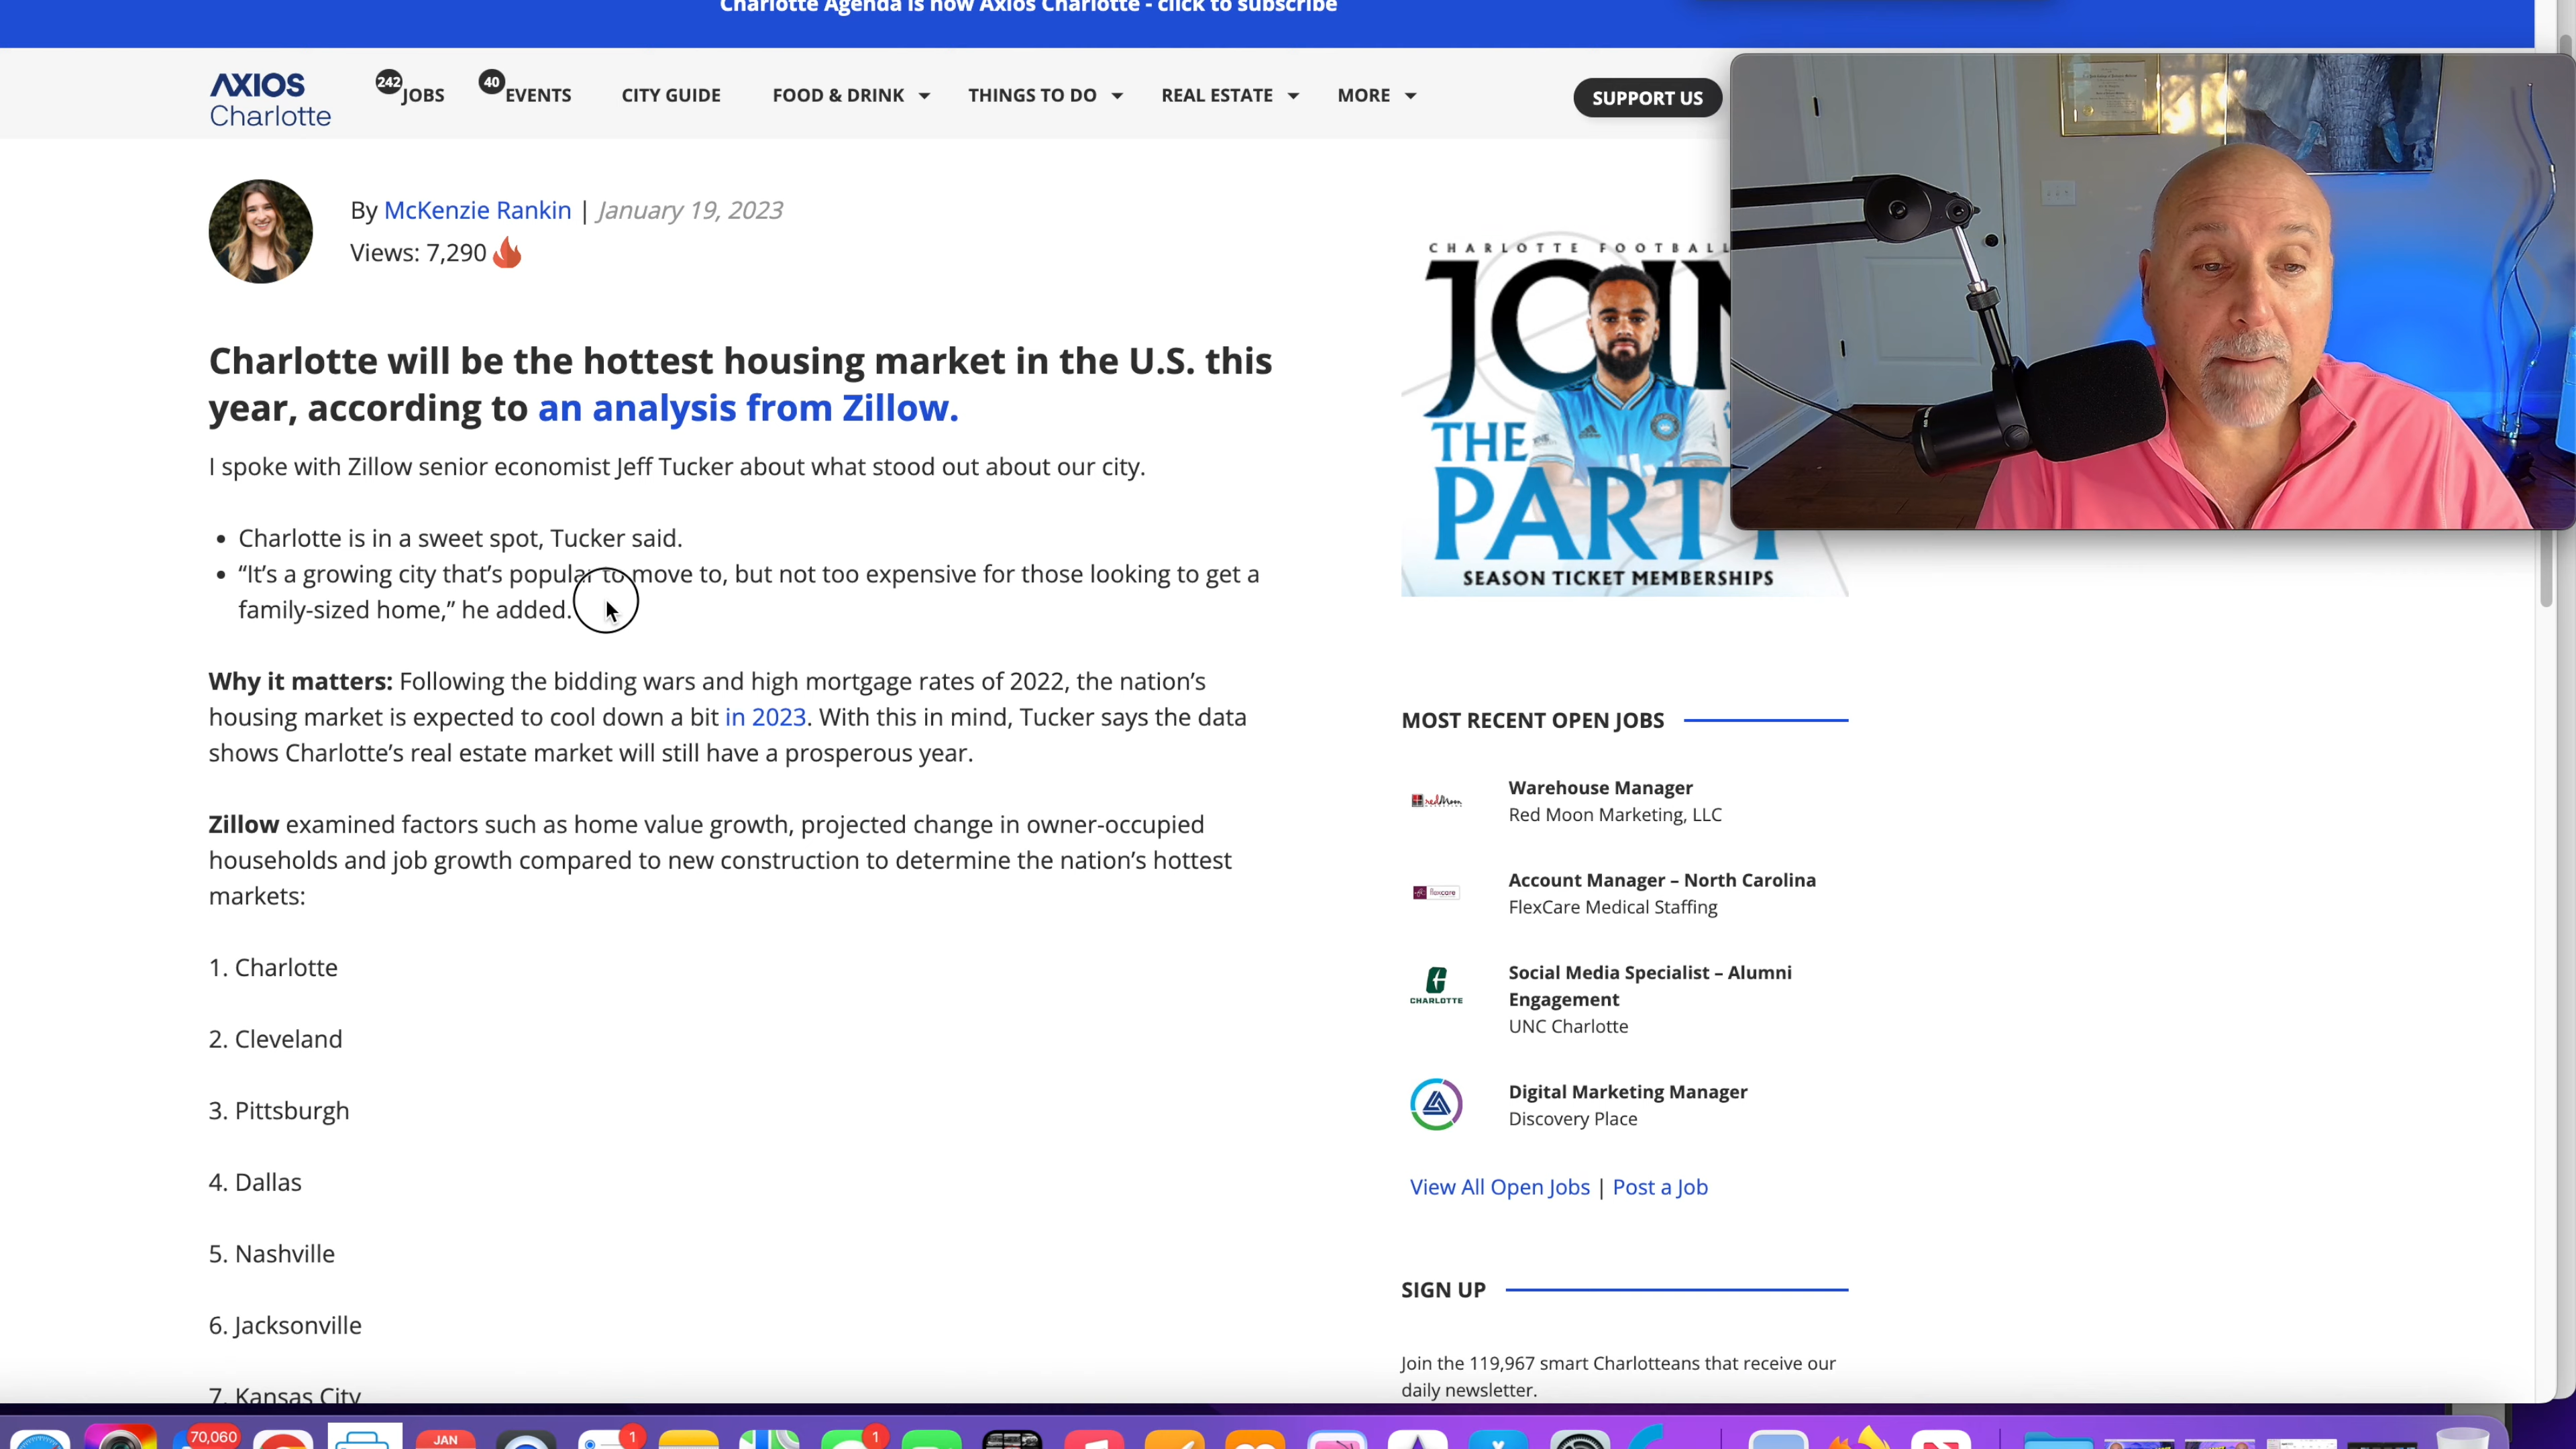 Charlotte Agenda is now Axios Charlotte - click to subscribe
AXIOS
Charlotte
242
JOBS
40
EVENTS
CITY GUIDE
FOOD & DRINK
THINGS TO DO
REAL ESTATE
MORE
SUPPORT US
By McKenzie Rankin | January 19, 2023
Views: 7,290
Charlotte will be the hottest housing market in the U.S. this
year, according to an analysis from Zillow.
I spoke with Zillow senior economist Jeff Tucker about what stood out about our city.
• Charlotte is in a sweet spot, Tucker said.
• “It’s a growing city that’s popular to move to, but not too expensive for those looking to get a
family-sized home,” he added.
Why it matters: Following the bidding wars and high mortgage rates of 2022, the nation’s
housing market is expected to cool down a bit in 2023. With this in mind, Tucker says the data
shows Charlotte’s real estate market will still have a prosperous year.
Zillow examined factors such as home value growth, projected change in owner-occupied
households and job growth compared to new construction to determine the nation’s hottest
markets:
1. Charlotte
2. Cleveland
3. Pittsburgh
4. Dallas
5. Nashville
6. Jacksonville
7. Kansas City
CHARLOTTE FOOTBALL
JOIN
THE
PARTY
SEASON TICKET MEMBERSHIPS
MOST RECENT OPEN JOBS
redMoon
Warehouse Manager
Red Moon Marketing, LLC
flexcare
Account Manager – North Carolina
FlexCare Medical Staffing
CHARLOTTE
Social Media Specialist – Alumni
Engagement
UNC Charlotte
Digital Marketing Manager
Discovery Place
View All Open Jobs | Post a Job
SIGN UP
Join the 119,967 smart Charlotteans that receive our
daily newsletter.
70,060
JAN
1
1